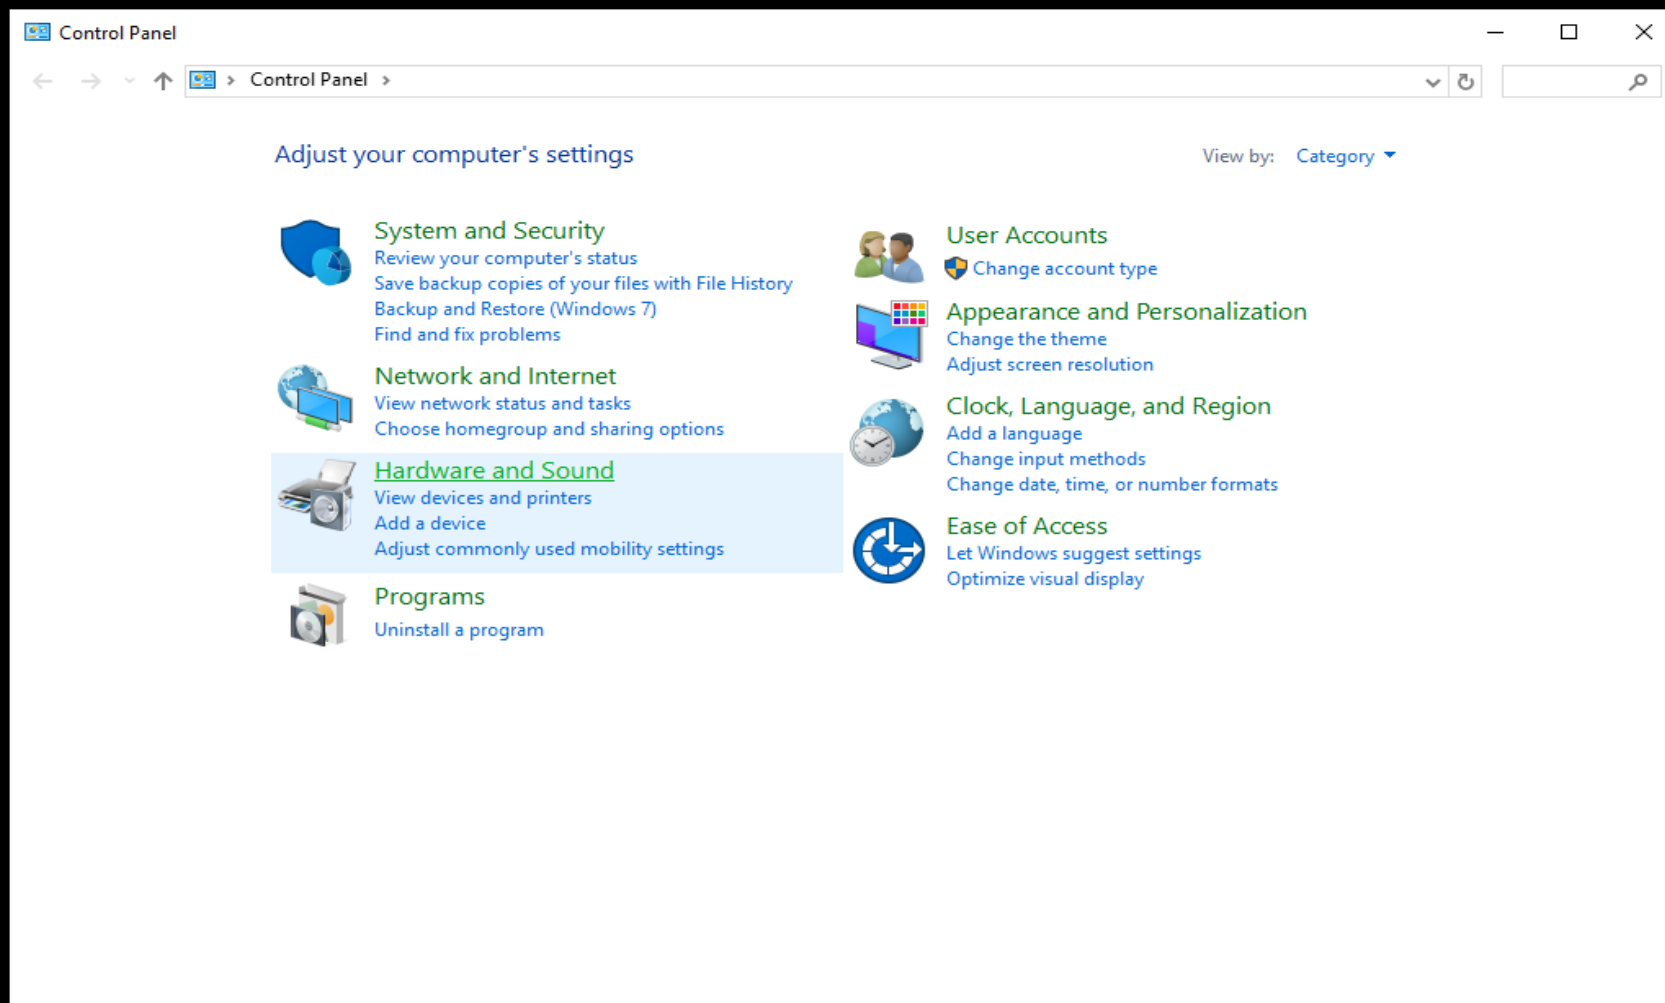 Control Panel
Control Panel
Adjust your computer's settings
View by: Category
System and Security
Review your computer's status
Save backup copies of your files with File History
Backup and Restore (Windows 7)
Find and fix problems
Network and Internet
View network status and tasks
Choose homegroup and sharing options
Hardware and Sound
View devices and printers
Add a device
Adjust commonly used mobility settings
Programs
Uninstall a program
User Accounts
Change account type
Appearance and Personalization
Change the theme
Adjust screen resolution
Clock, Language, and Region
Add a language
Change input methods
Change date, time, or number formats
Ease of Access
Let Windows suggest settings
Optimize visual display